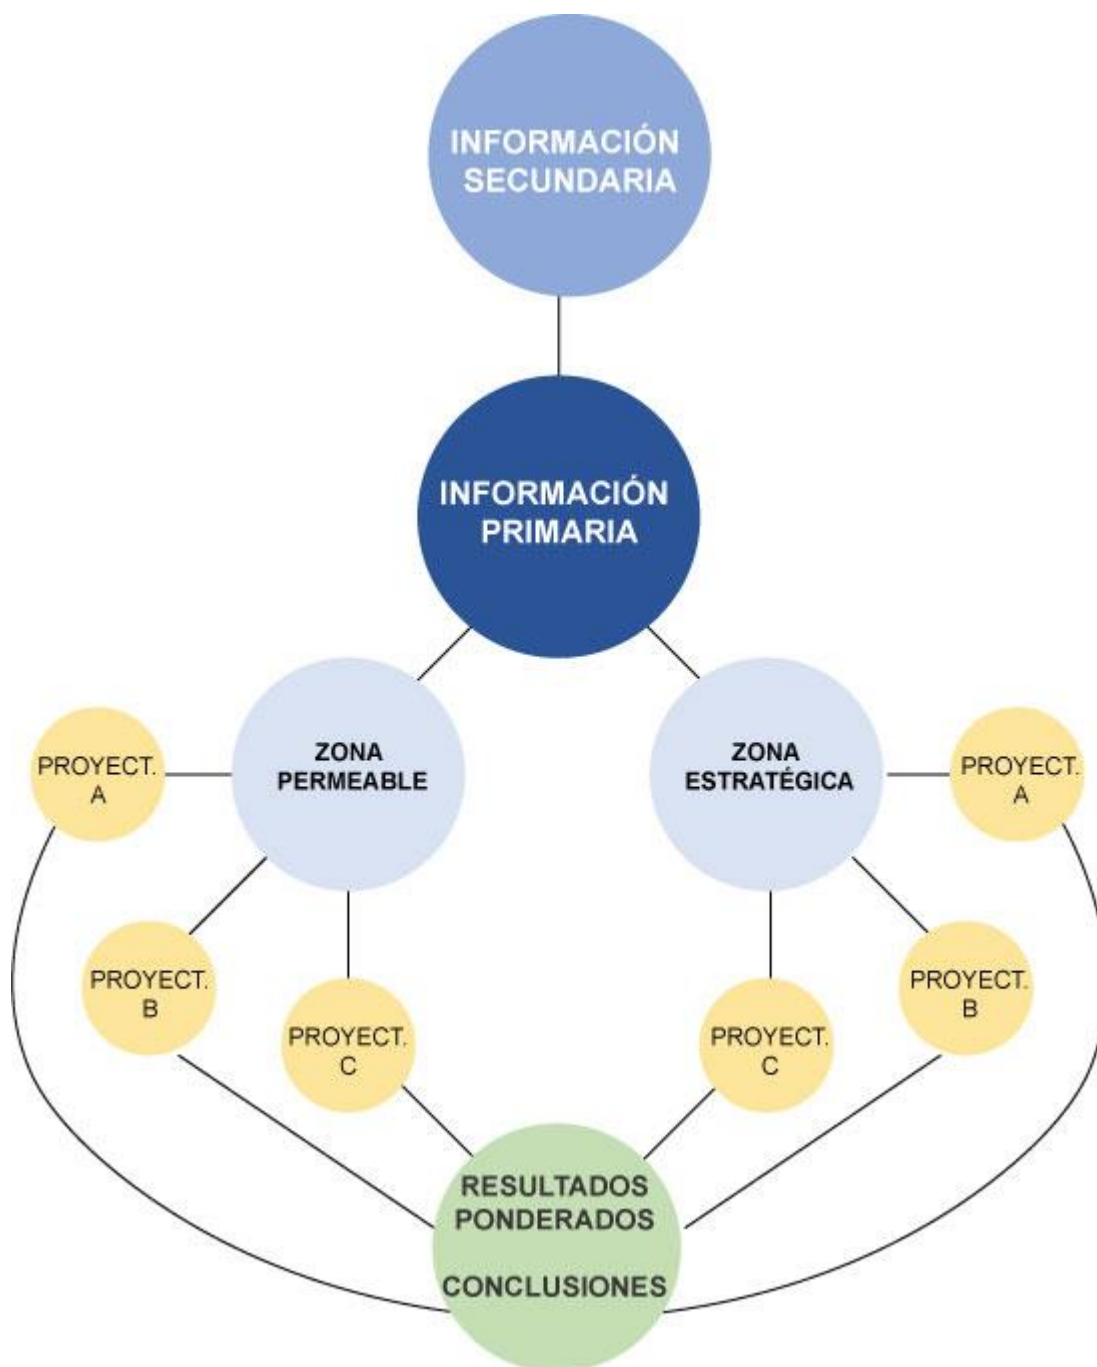 INFORMACIÓN
SECUNDARIA
INFORMACIÓN
PRIMARIA
ZONA
PERMEABLE
ZONA
ESTRATÉGICA
PROYECT.
A
PROYECT.
A
PROYECT.
B
PROYECT.
B
PROYECT.
C
PROYECT.
C
RESULTADOS
PONDERADOS
CONCLUSIONES